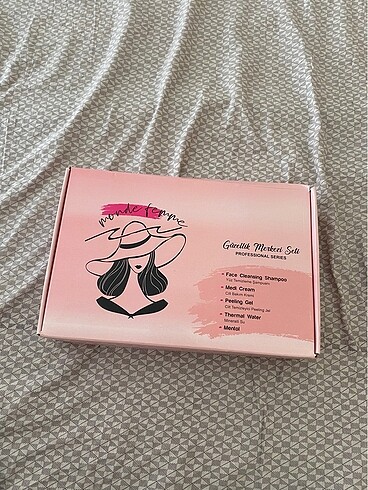 monde femme
Güzellik Merkezi Seti
PROFESSIONAL SERIES
- Face Cleansing Shampoo
Yüz Temizleme Şampuanı
- Medi Cream
Cilt Bakım Kremi
- Peeling Gel
Cilt Temizleyici Peeling Jel
- Thermal Water
Mineralli Su
- Mentol